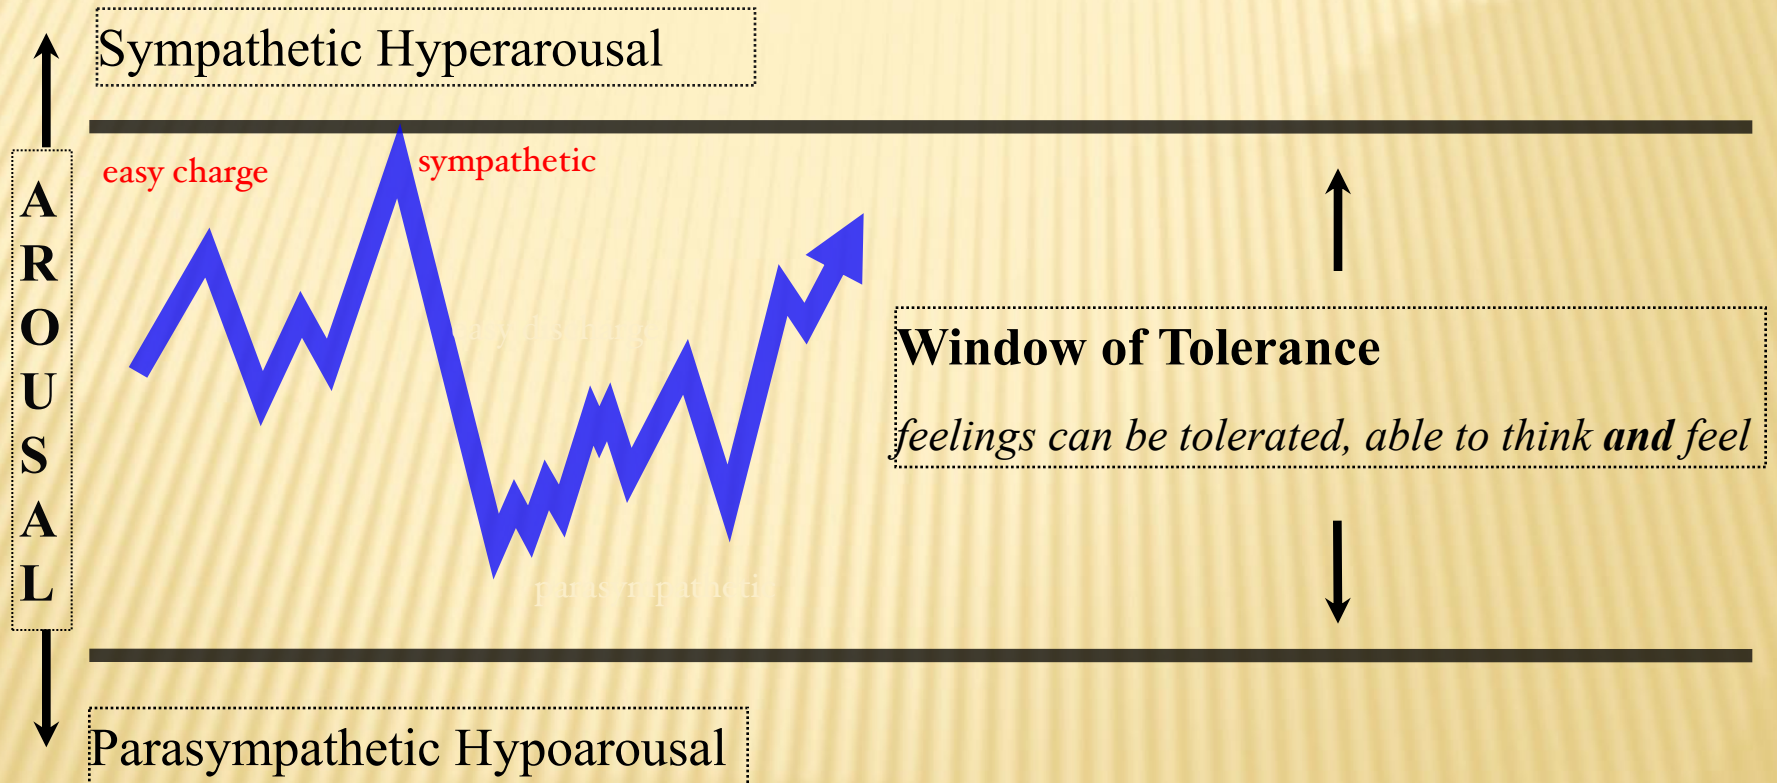 Sympathetic Hyperarousal
easy charge
sympathetic
AROUSAL
Window of Tolerance
feelings can be tolerated, able to think and feel
Parasympathetic Hypoarousal